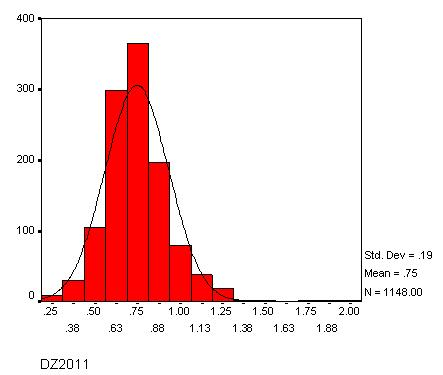 400
300
200
100
0
.25 .50 .75 1.00 1.25 1.50 1.75 2.00
.38 .63 .88 1.13 1.38 1.63 1.88
Std. Dev = .19
Mean = .75
N = 1148.00
DZ2011